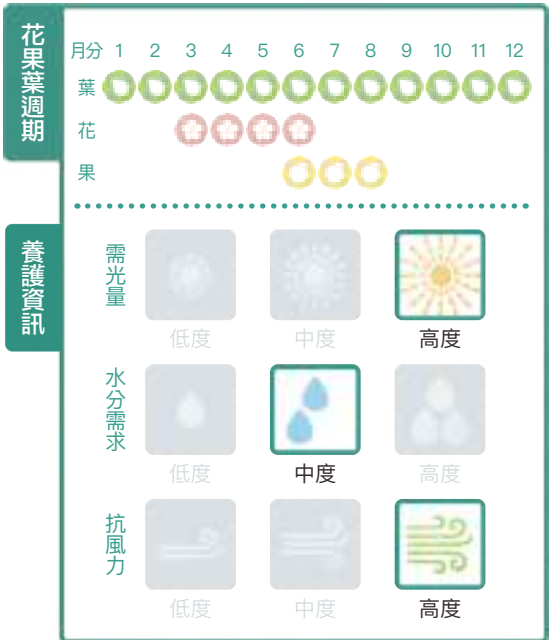 花果葉週期
月分 1 2 3 4 5 6 7 8 9 10 11 12
葉
花
果
養護資訊
需光量
低度 中度 高度
水分需求
低度 中度 高度
抗風力
低度 中度 高度